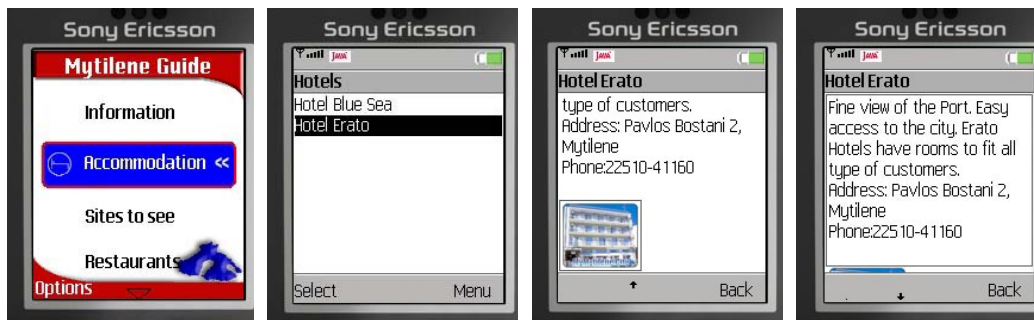 Sony Ericsson
Mytilene Guide
Information
Accommodation «
Sites to see
Restaurants
Options
Sony Ericsson
Java
Hotels
Hotel Blue Sea
Hotel Erato
Select Menu
Sony Ericsson
Java
Hotel Erato
type of customers.
Address: Pavlos Bostani 2,
Mytilene
Phone:22510-41160
Back
Sony Ericsson
Java
Hotel Erato
Fine view of the Port. Easy
access to the city. Erato
Hotels have rooms to fit all
type of customers.
Address: Pavlos Bostani 2,
Mytilene
Phone:22510-41160
Back